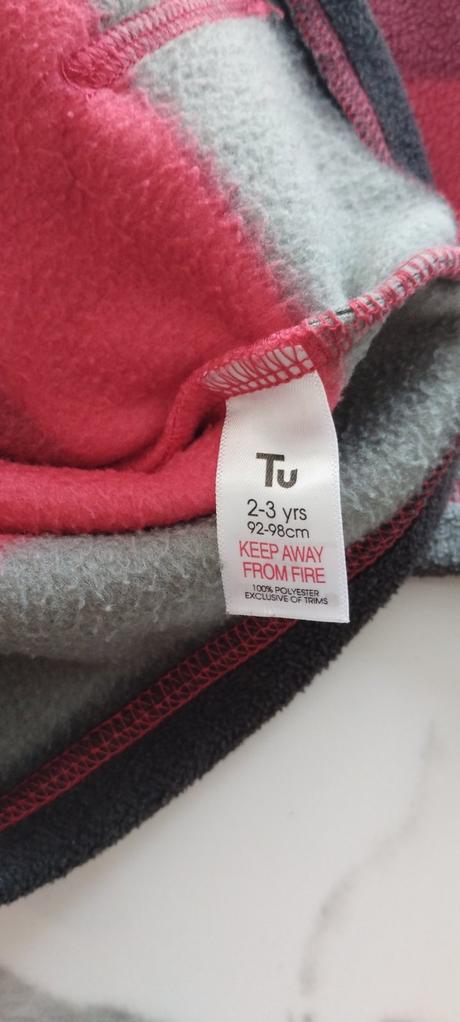 Tu
2-3 yrs
92-98cm
KEEP AWAY
FROM FIRE
100% POLYESTER
EXCLUSIVE OF TRIMS